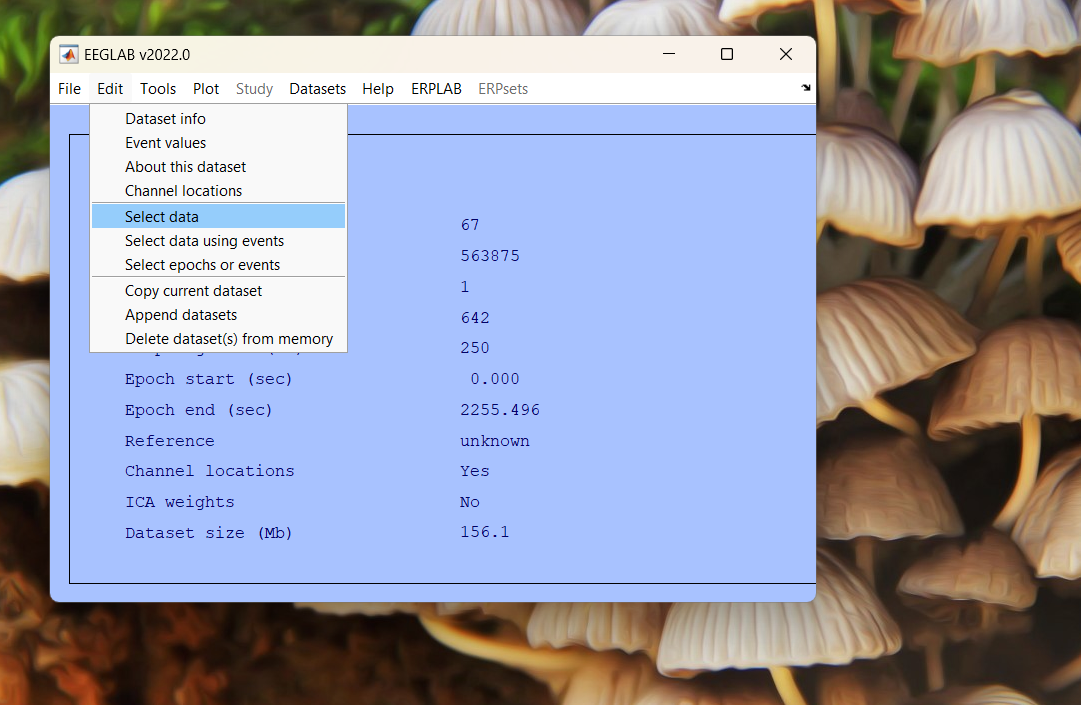 EEGLAB v2022.0
File Edit Tools Plot Study Datasets Help ERPLAB ERPsets
Dataset info
Event values
About this dataset
Channel locations
Select data
Select data using events
Select epochs or events
Copy current dataset
Append datasets
Delete dataset(s) from memory
67
563875
1
642
250
Epoch start (sec) 0.000
Epoch end (sec) 2255.496
Reference unknown
Channel locations Yes
ICA weights No
Dataset size (Mb) 156.1